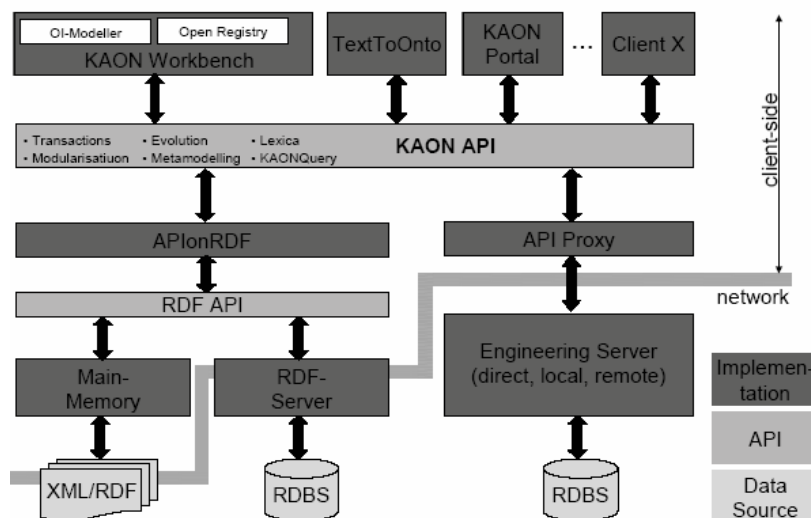 OI-Modeller
Open Registry
KAON Workbench
TextToOnto
KAON
Portal
...
Client X
• Transactions
• Evolution
• Lexica
• Modularisatiuon
• Metamodelling
• KAONQuery
KAON API
client-side
APIonRDF
API Proxy
RDF API
network
Main-
Memory
RDF-
Server
Engineering Server
(direct, local, remote)
Implemen-
tation
API
XML/RDF
RDBS
RDBS
Data
Source